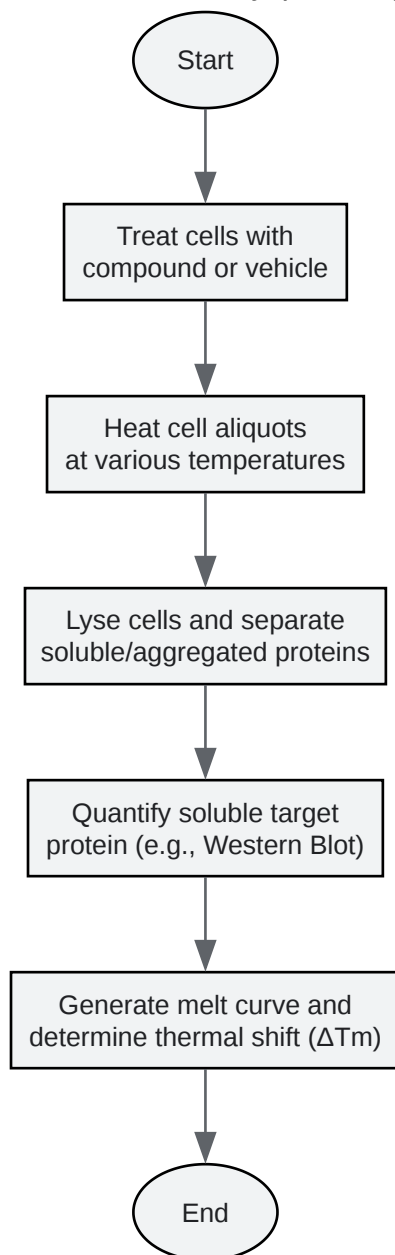 Start
Treat cells with
compound or vehicle
Heat cell aliquots
at various temperatures
Lyse cells and separate
soluble/aggregated proteins
Quantify soluble target
protein (e.g., Western Blot)
Generate melt curve and
determine thermal shift (ΔTm)
End